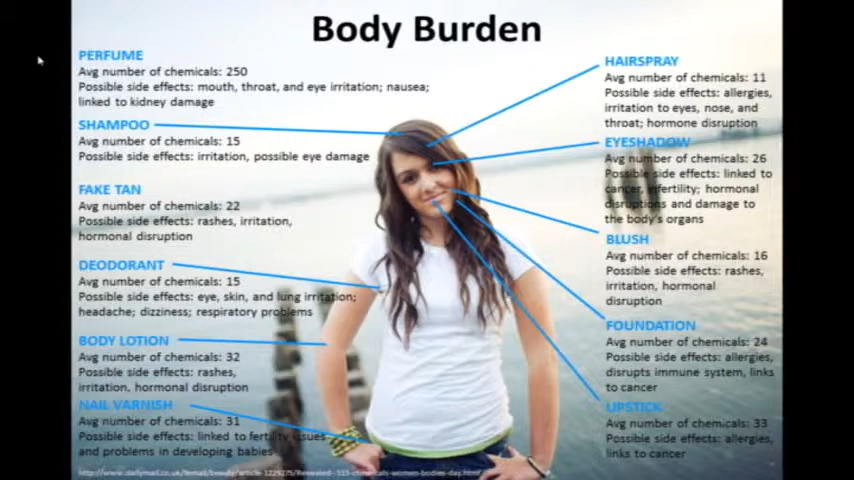 Body Burden
PERFUME
Avg number of chemicals: 250
Possible side effects: mouth, throat, and eye irritation; nausea;
linked to kidney damage
SHAMPOO
Avg number of chemicals: 15
Possible side effects: irritation, possible eye damage
FAKE TAN
Avg number of chemicals: 22
Possible side effects: rashes, irritation,
hormonal disruption
DEODORANT
Avg number of chemicals: 15
Possible side effects: eye, skin, and lung irritation;
headache; dizziness; respiratory problems
BODY LOTION
Avg number of chemicals: 32
Possible side effects: rashes,
irritation, hormonal disruption
NAIL VARNISH
Avg number of chemicals: 31
Possible side effects: linked to fertility issues
and problems in developing babies
HAIRSPRAY
Avg number of chemicals: 11
Possible side effects: allergies,
irritation to eyes, nose, and
throat; hormone disruption
EYESHADOW
Avg number of chemicals: 26
Possible side effects: linked to
cancer, infertility; hormonal
disruptions and damage to
the body's organs
BLUSH
Avg number of chemicals: 16
Possible side effects: rashes,
irritation, hormonal
disruption
FOUNDATION
Avg number of chemicals: 24
Possible side effects: allergies,
disrupts immune system, links
to cancer
LIPSTICK
Avg number of chemicals: 33
Possible side effects: allergies,
links to cancer